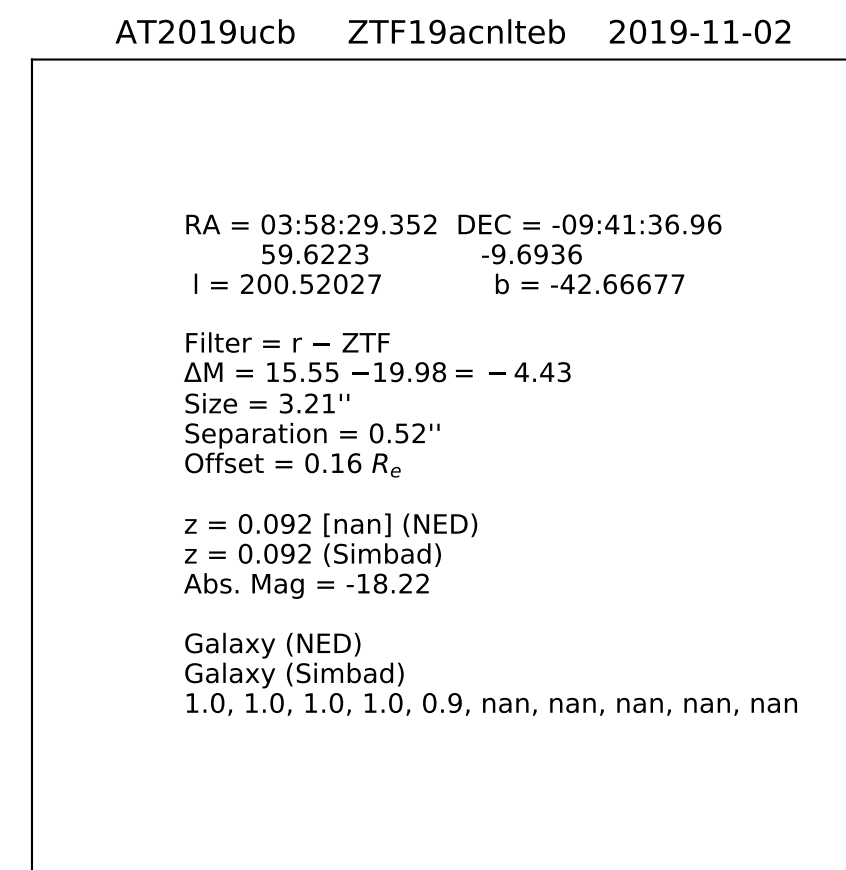 AT2019ucb ZTF19acnlteb 2019-11-02
RA = 03:58:29.352 DEC = -09:41:36.96
59.6223 -9.6936
l = 200.52027 b = -42.66677
Filter = r − ZTF
ΔM = 15.55 −19.98 = − 4.43
Size = 3.21''
Separation = 0.52''
Offset = 0.16 Re
z = 0.092 [nan] (NED)
z = 0.092 (Simbad)
Abs. Mag = -18.22
Galaxy (NED)
Galaxy (Simbad)
1.0, 1.0, 1.0, 1.0, 0.9, nan, nan, nan, nan, nan